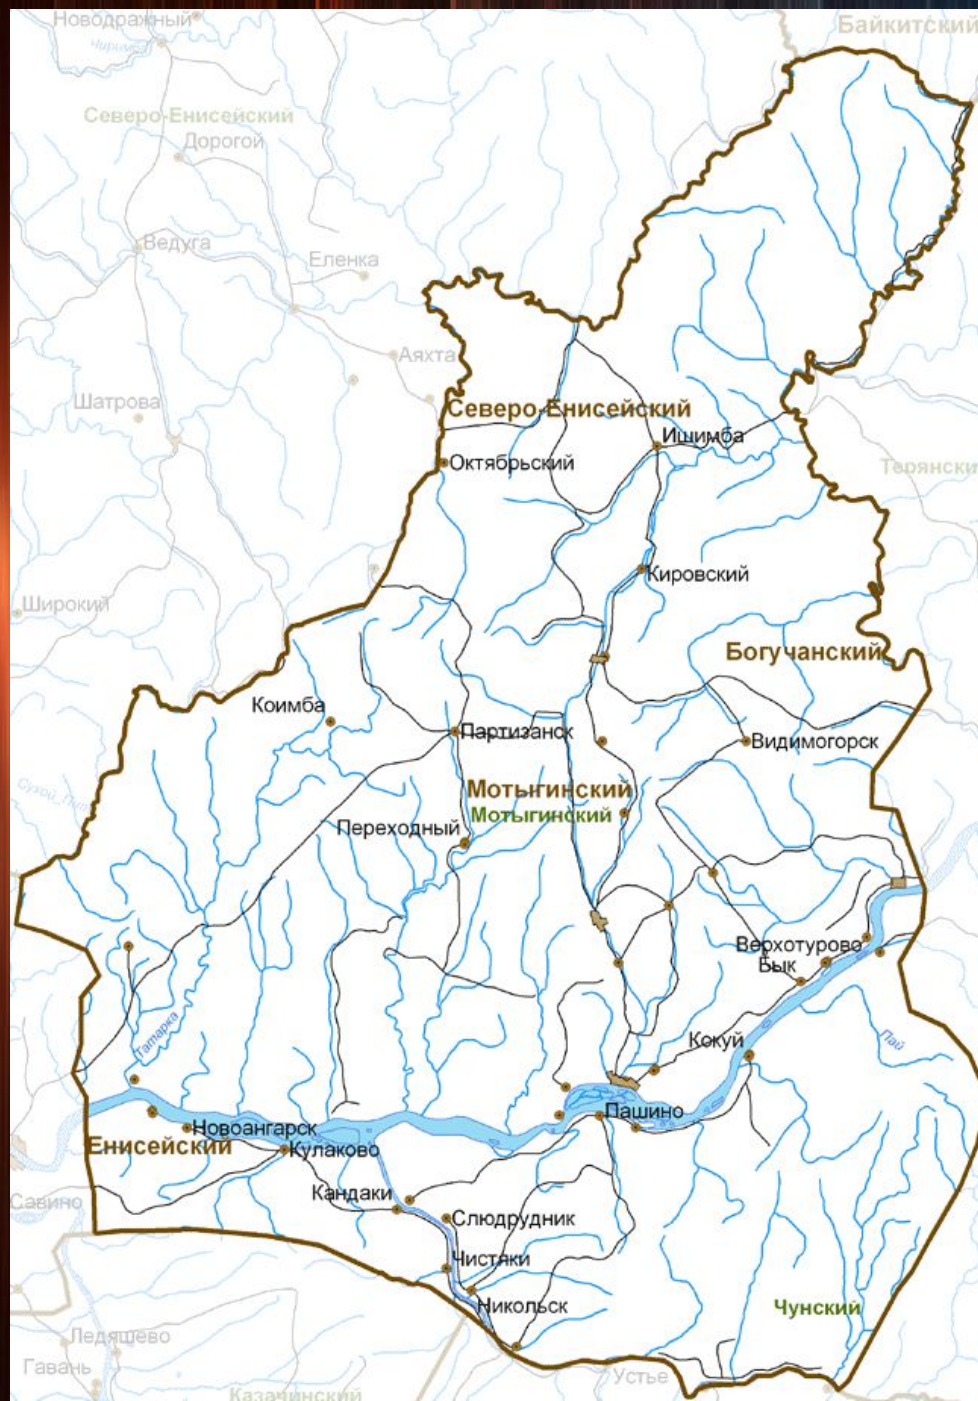 Новодражный
Байкитский
Чиримба
Северо-Енисейский
Дорогой
Ведуга
Еленка
Аяхта
Шатрова
Северо-Енисейский
Ишимба
Октябрьский
Терянский
Кировский
Широкий
Богучанский
Коимба
Партизанск
Видимогорск
Мотыгинский
Мотыгинский
Переходный
Верхотурово
Бык
Татарка
Кокуй
Пай
Пашино
Новоангарск
Енисейский
Кулаково
Кандаки
Савино
Слюдрудник
Чистяки
Никольск
Чунский
Ледяшево
Гавань
Устье
Казачинский